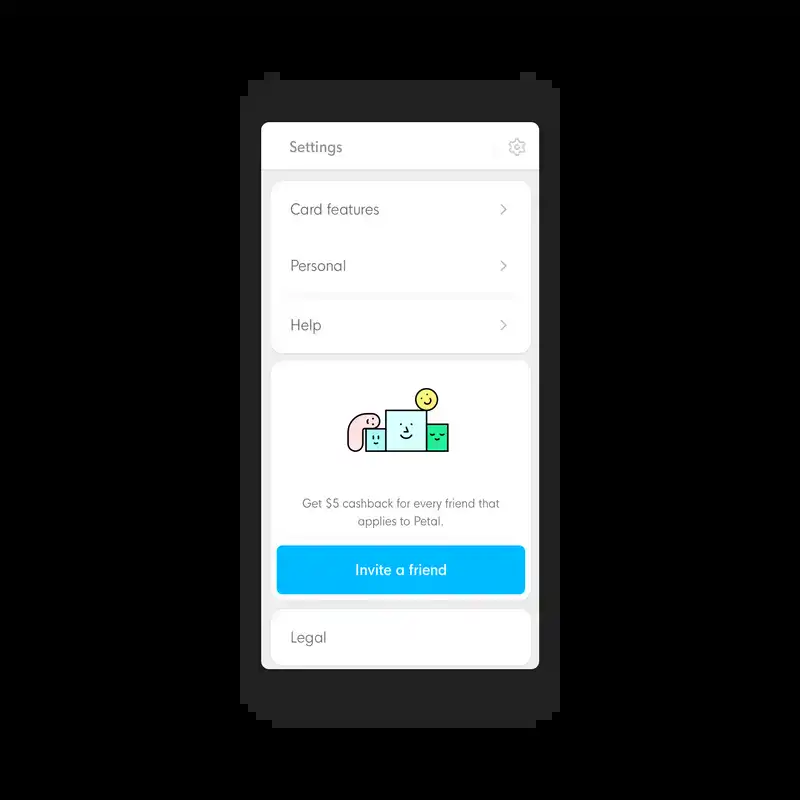 Settings
Card features
Personal
Help
Get $5 cashback for every friend that
applies to Petal.
Invite a friend
Legal